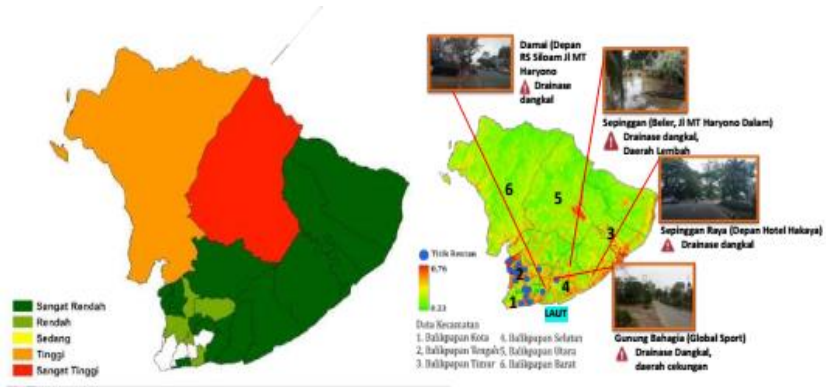 Sangat Rendah
Rendah
Sedang
Tinggi
Sangat Tinggi
Damai (Depan
RS Siloam Jl MT
Haryono
Drainase
dangkal
Sepinggan (Beler, Jl MT Haryono Dalam)
Drainase dangkal,
Daerah Lembah
Sepinggan Raya (Depan Hotel Hakaya)
Drainase dangkal
Gunung Bahagia (Global Sport)
Drainase Dangkal,
daerah cekungan
6
5
3
2
4
1
LAUT
Titik Rawan
0.76
0.23
Data Kecamatan
1. Balikpapan Kota
2. Balikpapan Tengah
3. Balikpapan Timur
4. Balikpapan Selatan
5. Balikpapan Utara
6. Balikpapan Barat